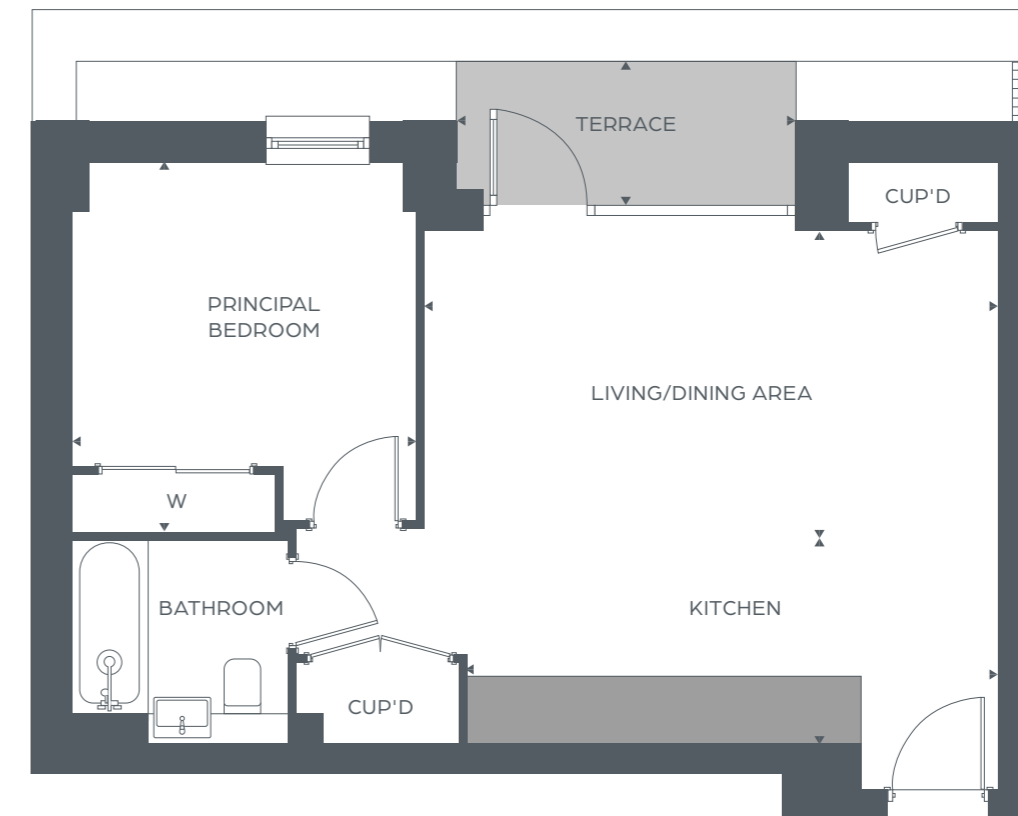 TERRACE
CUP'D
PRINCIPAL
BEDROOM
LIVING/DINING AREA
W
BATHROOM
KITCHEN
CUP'D